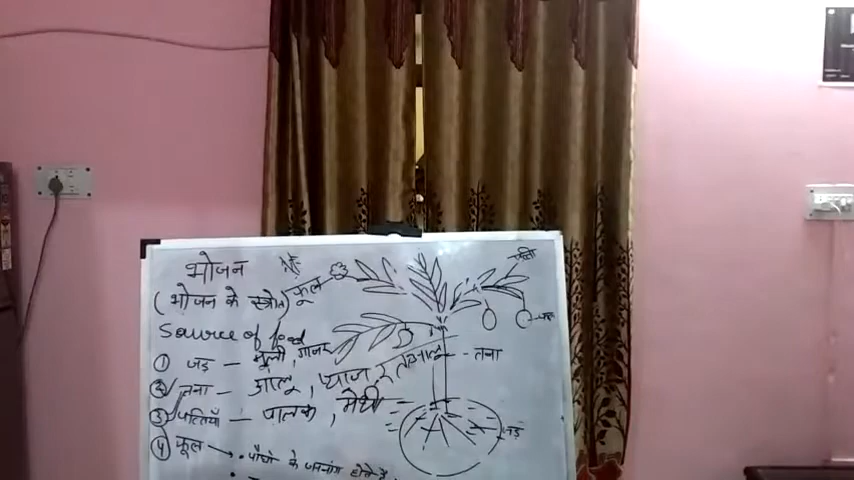 भोजन
(भोजन के स्त्रोत)
Source of food
① जड़ – मूली, गाजर
② तना – आलू, प्याज,
③ पत्तियाँ – पालक, मेथी
④ फूल → • पौधो के जननांग होते है
फूल
तना
जड़